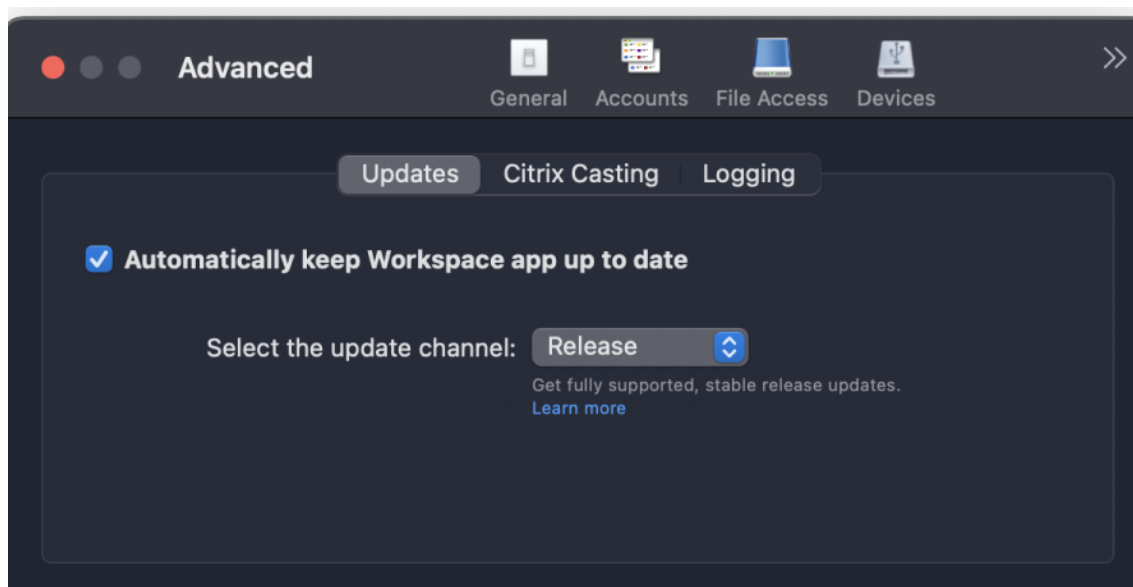 Advanced
General
Accounts
File Access
Devices
Updates
Citrix Casting
Logging
Automatically keep Workspace app up to date
Select the update channel: Release
Get fully supported, stable release updates.
Learn more